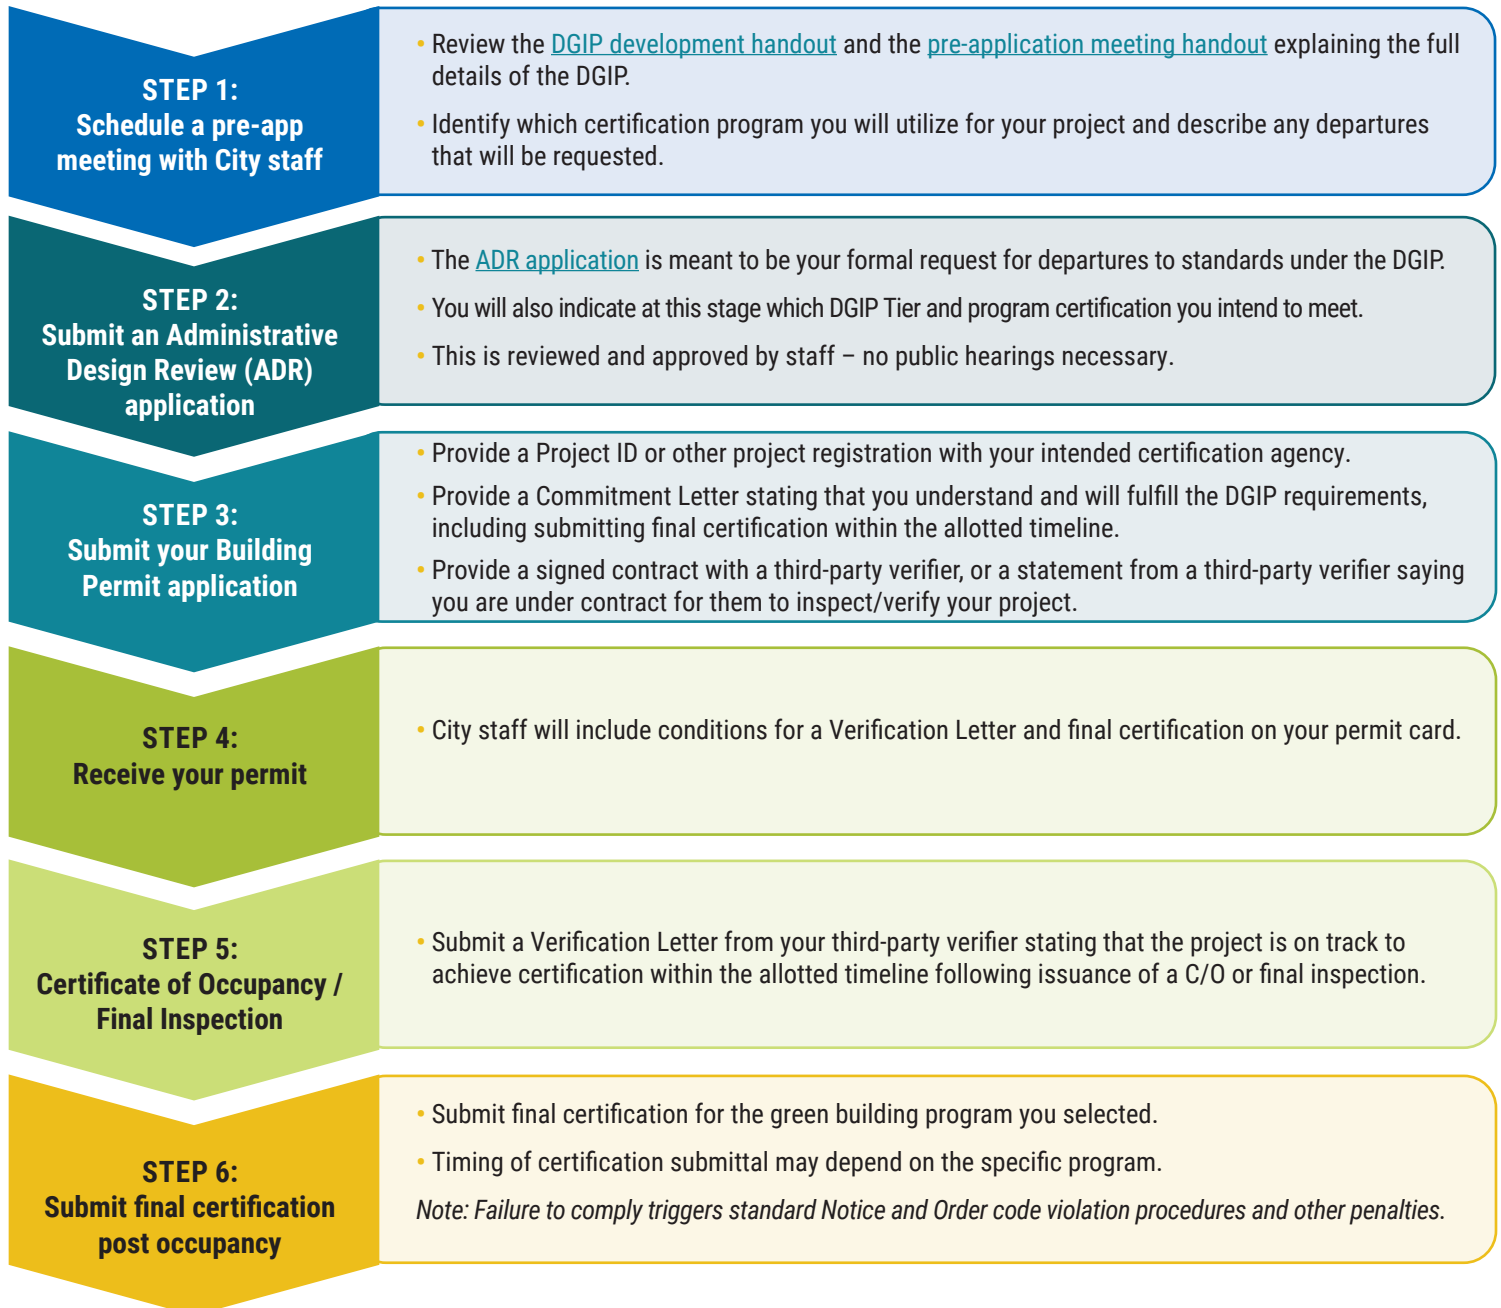 STEP 1:
Schedule a pre-app
meeting with City staff
• Review the DGIP development handout and the pre-application meeting handout explaining the full
details of the DGIP.
• Identify which certification program you will utilize for your project and describe any departures
that will be requested.
STEP 2:
Submit an Administrative
Design Review (ADR)
application
• The ADR application is meant to be your formal request for departures to standards under the DGIP.
• You will also indicate at this stage which DGIP Tier and program certification you intend to meet.
• This is reviewed and approved by staff – no public hearings necessary.
STEP 3:
Submit your Building
Permit application
• Provide a Project ID or other project registration with your intended certification agency.
• Provide a Commitment Letter stating that you understand and will fulfill the DGIP requirements,
including submitting final certification within the allotted timeline.
• Provide a signed contract with a third-party verifier, or a statement from a third-party verifier saying
you are under contract for them to inspect/verify your project.
STEP 4:
Receive your permit
• City staff will include conditions for a Verification Letter and final certification on your permit card.
STEP 5:
Certificate of Occupancy /
Final Inspection
• Submit a Verification Letter from your third-party verifier stating that the project is on track to
achieve certification within the allotted timeline following issuance of a C/O or final inspection.
STEP 6:
Submit final certification
post occupancy
• Submit final certification for the green building program you selected.
• Timing of certification submittal may depend on the specific program.
Note: Failure to comply triggers standard Notice and Order code violation procedures and other penalties.